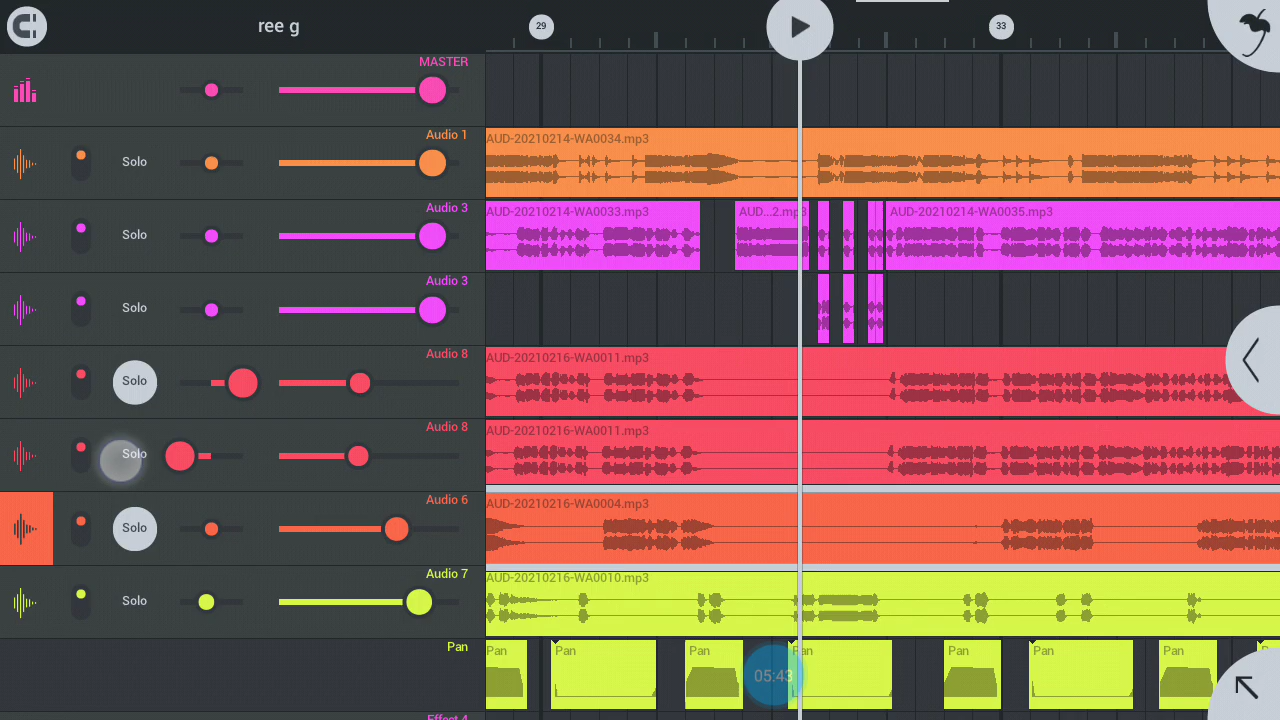 ree g
29
33
MASTER
Audio 1
AUD-20210214-WA0034.mp3
Solo
Audio 3
AUD-20210214-WA0033.mp3
AUD...2.mp3
AUD-20210214-WA0035.mp3
Solo
Audio 3
Solo
Audio 8
AUD-20210216-WA0011.mp3
Solo
Audio 8
AUD-20210216-WA0011.mp3
Solo
Audio 6
AUD-20210216-WA0004.mp3
Solo
Audio 7
AUD-20210216-WA0010.mp3
Solo
Pan
Pan
Pan
Pan
Pan
Pan
Pan
Pan
05:43
Effect 4